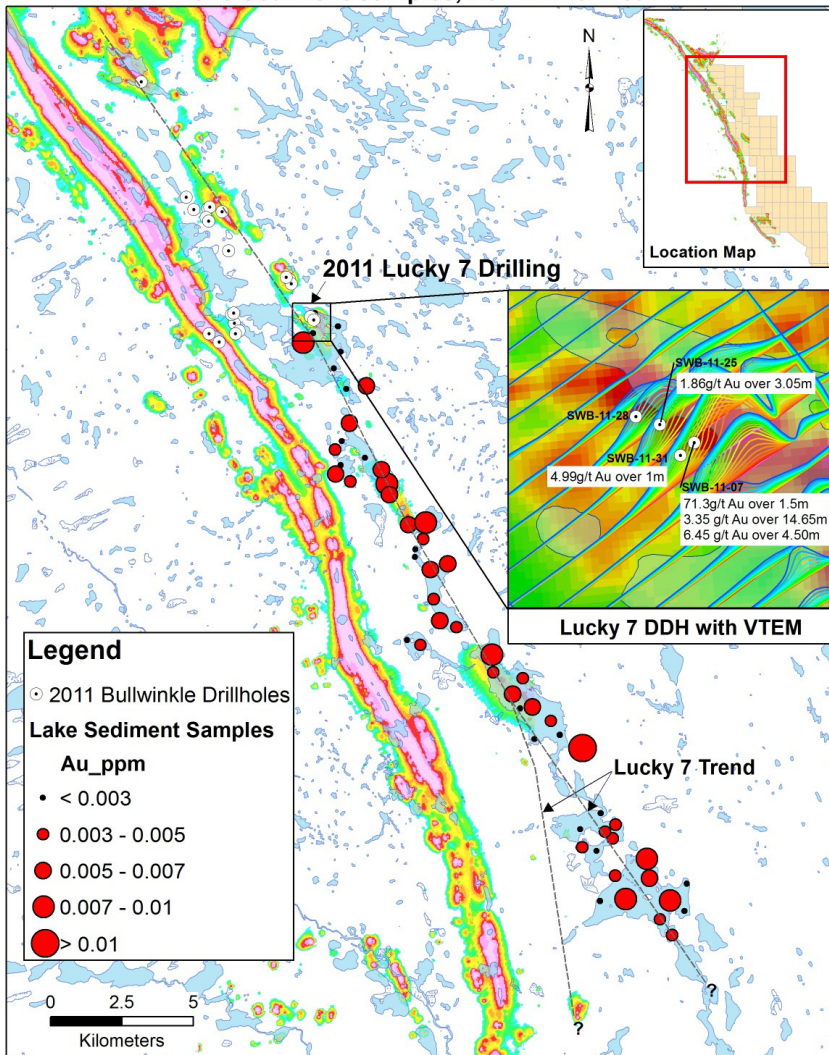 N
Location Map
2011 Lucky 7 Drilling
SWB-11-25
1.86g/t Au over 3.05m
SWB-11-28
SWB-11-31
4.99g/t Au over 1m
SWB-11-07
71.3g/t Au over 1.5m
3.35 g/t Au over 14.65m
6.45 g/t Au over 4.50m
Lucky 7 DDH with VTEM
Legend
2011 Bullwinkle Drillholes
Lake Sediment Samples
Au_ppm
< 0.003
0.003 - 0.005
0.005 - 0.007
0.007 - 0.01
> 0.01
Lucky 7 Trend
0 2.5 5
Kilometers
?
?